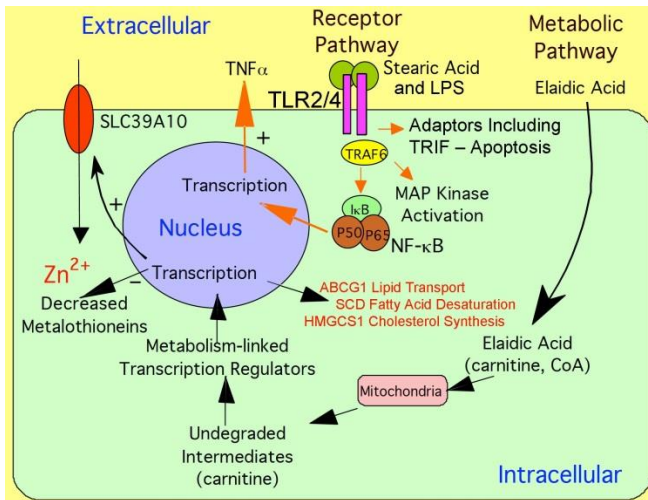 Extracellular
Receptor
Pathway
Metabolic
Pathway
TNFα
Stearic Acid
and LPS
Elaidic Acid
TLR2/4
SLC39A10
+
Adaptors Including
TRIF – Apoptosis
TRAF6
Transcription
MAP Kinase
Activation
IκB
P50
P65
NF-κB
Nucleus
+
Zn²⁺
–
Transcription
Decreased
Metalothioneins
ABCG1 Lipid Transport
SCD Fatty Acid Desaturation
HMGCS1 Cholesterol Synthesis
Metabolism-linked
Transcription Regulators
Elaidic Acid
(carnitine, CoA)
Mitochondria
Undegraded
Intermediates
(carnitine)
Intracellular